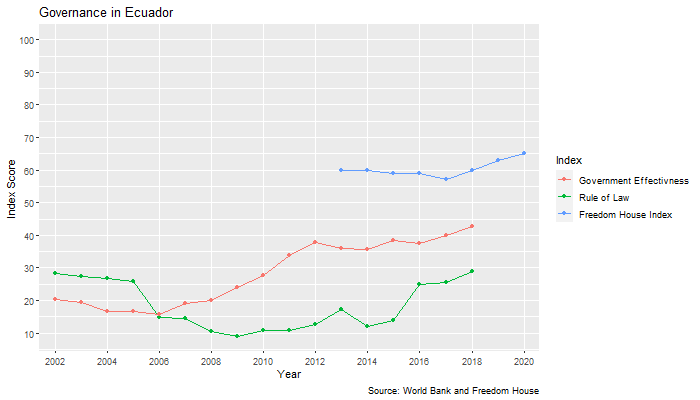 Governance in Ecuador
100
90
80
70
60
50
40
30
20
10
Index Score
2002 2004 2006 2008 2010 2012 2014 2016 2018 2020
Year
Index
Government Effectivness
Rule of Law
Freedom House Index
Source: World Bank and Freedom House